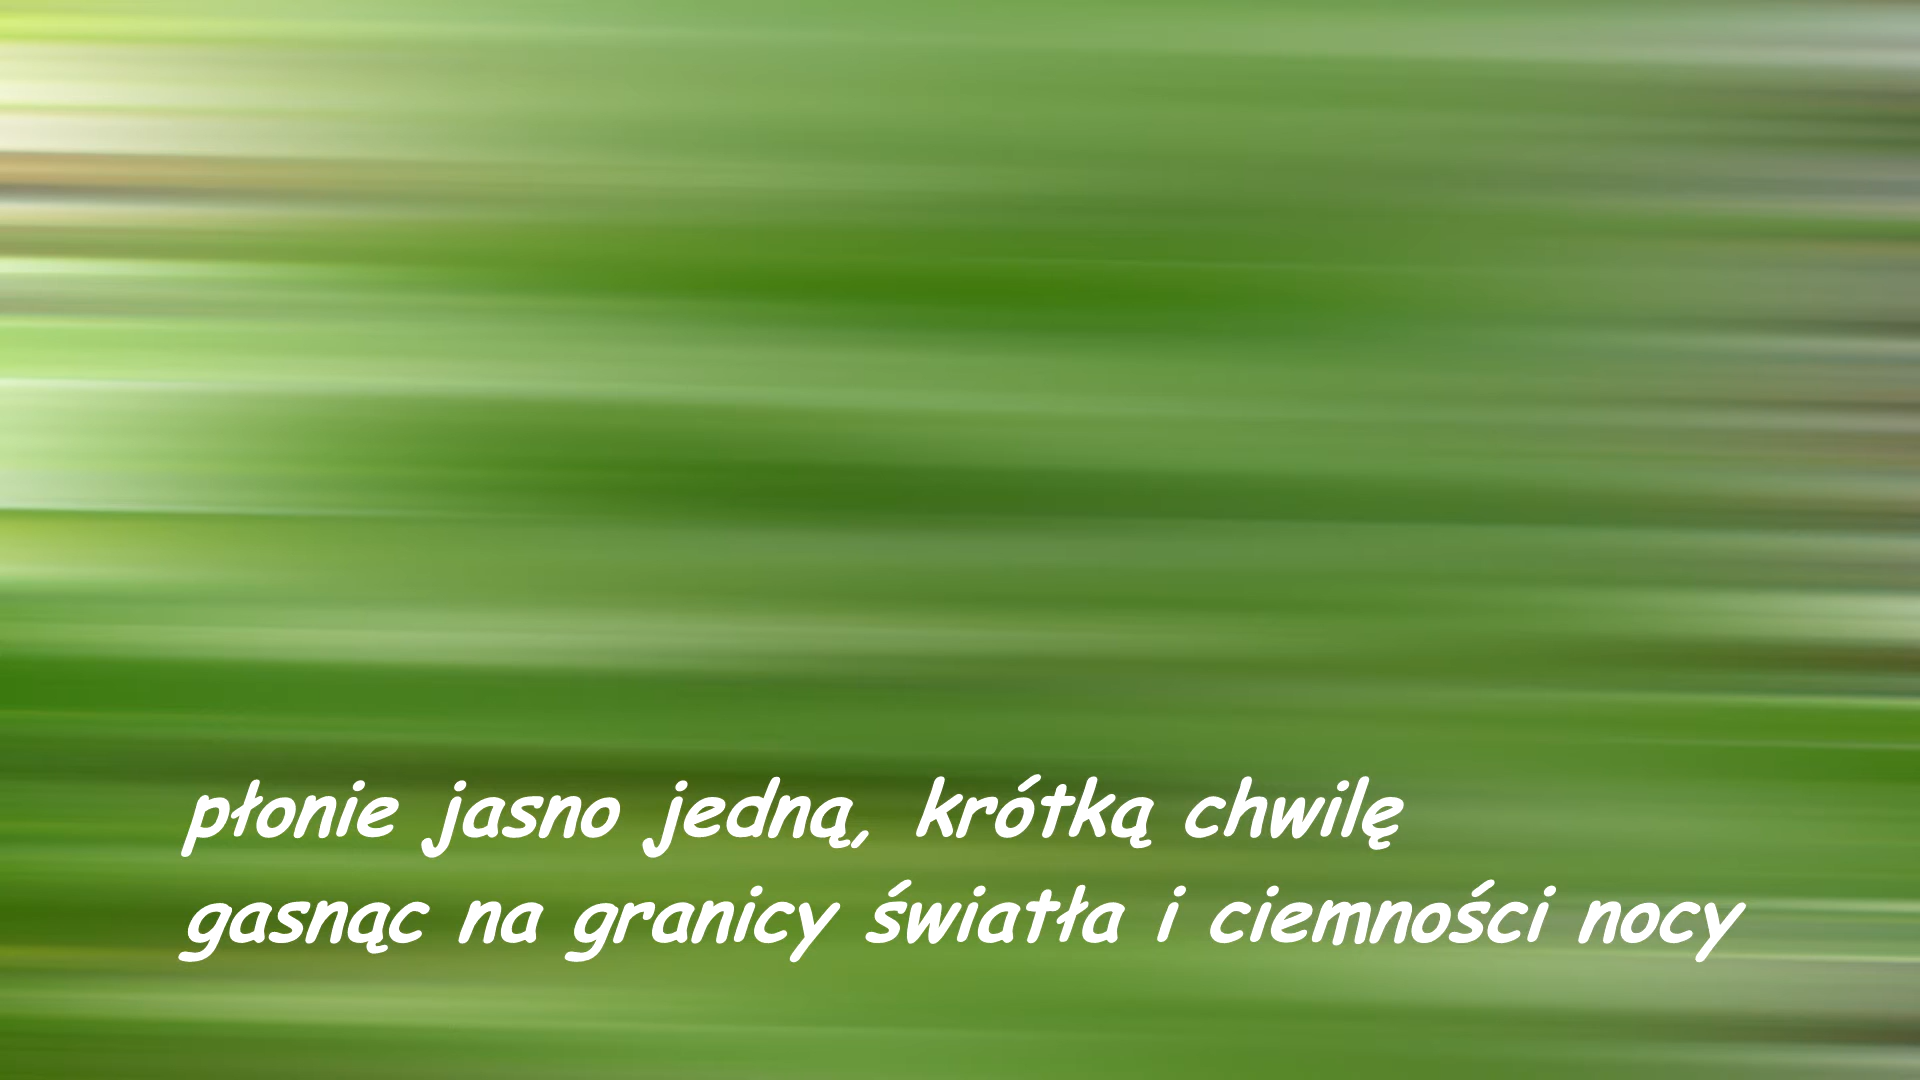 płonie jasno jedną, krótką chwilę
gasnąc na granicy światła i ciemności nocy